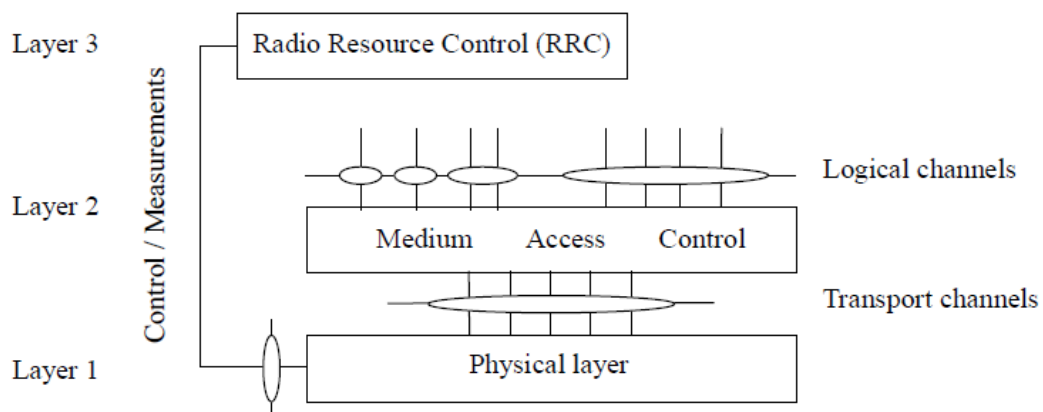 Layer 3
Radio Resource Control (RRC)
Control / Measurements
Logical channels
Layer 2
Medium Access Control
Transport channels
Layer 1
Physical layer